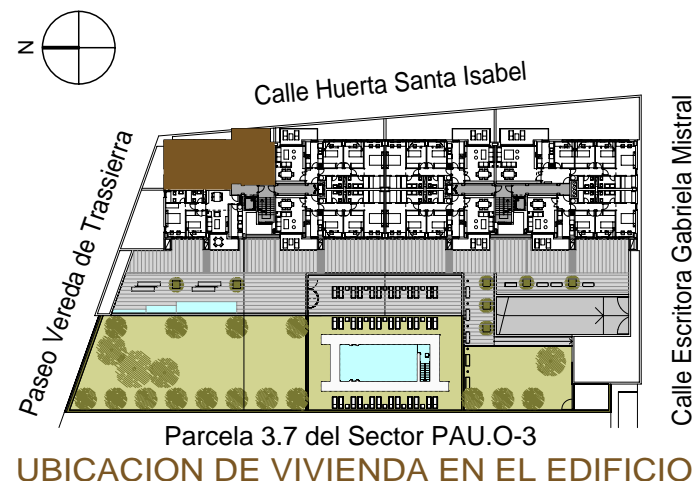 N
Calle Huerta Santa Isabel
Paseo Vereda de Trassierra
Calle Escritora Gabriela Mistral
Parcela 3.7 del Sector PAU.O-3
UBICACION DE VIVIENDA EN EL EDIFICIO